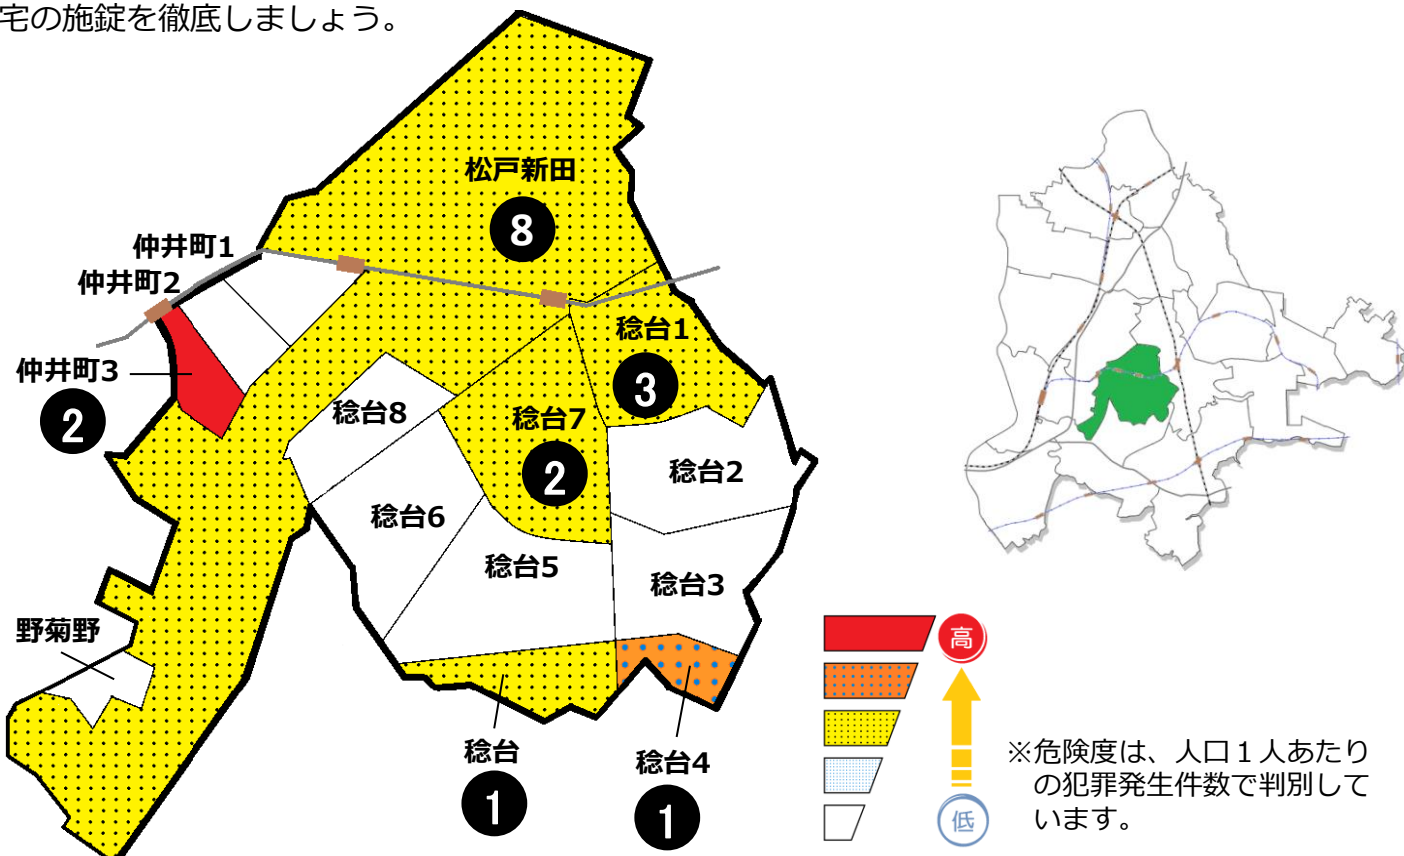 宅の施錠を徹底しましょう。
松戸新田
8
仲井町1
仲井町2
仲井町3
2
稔台1
3
稔台8
稔台7
2
稔台2
稔台6
稔台5
稔台3
野菊野
稔台
1
稔台4
1
高
低
※危険度は、人口１人あたり
の犯罪発生件数で判別して
います。